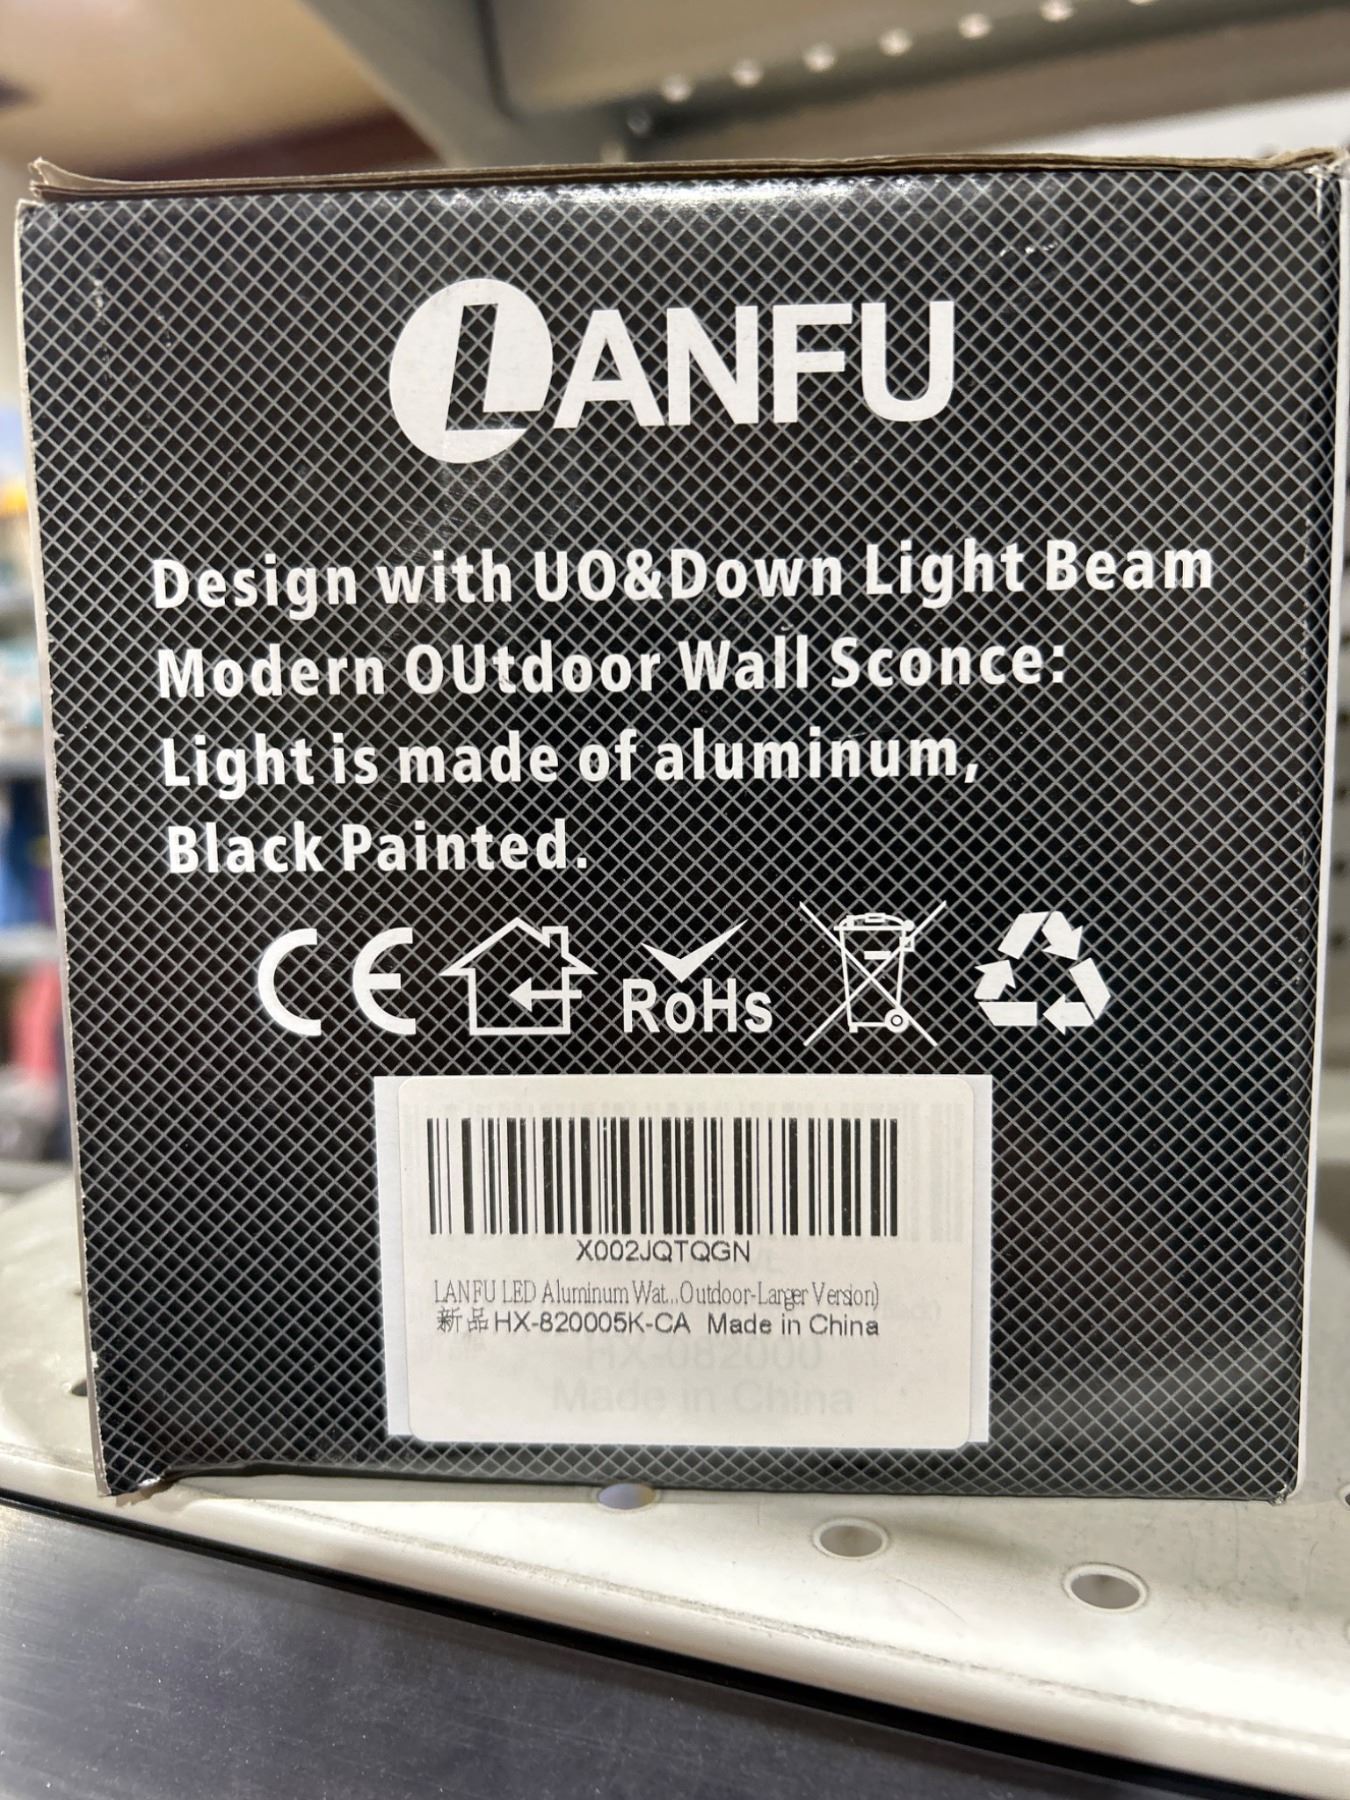 LANFU
Design with UO&Down Light Beam
Modern OUtdoor Wall Sconce:
Light is made of aluminum,
Black Painted.
CE RoHs
X002JQTQGN
LANFU LED Aluminum Wat...Outdoor-Larger Version)
新品 HX-820005K-CA Made in China
HX-082000
Made in China